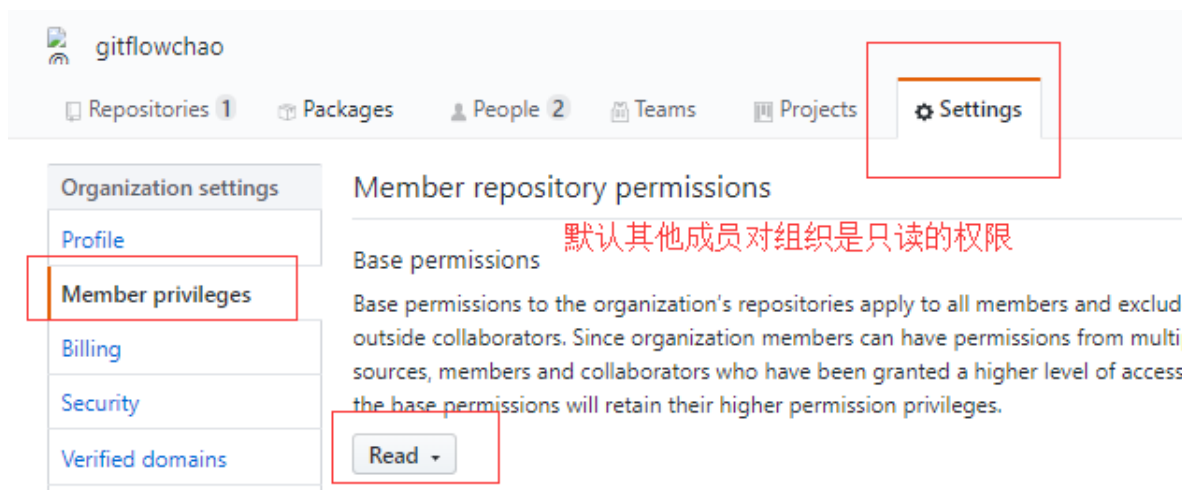 gitflowchao
Repositories 1 Packages People 2 Teams Projects Settings
Organization settings
Profile
Member privileges
Billing
Security
Verified domains
Member repository permissions
默认其他成员对组织是只读的权限
Base permissions
Base permissions to the organization's repositories apply to all members and exclud
outside collaborators. Since organization members can have permissions from multi
sources, members and collaborators who have been granted a higher level of access
the base permissions will retain their higher permission privileges.
Read